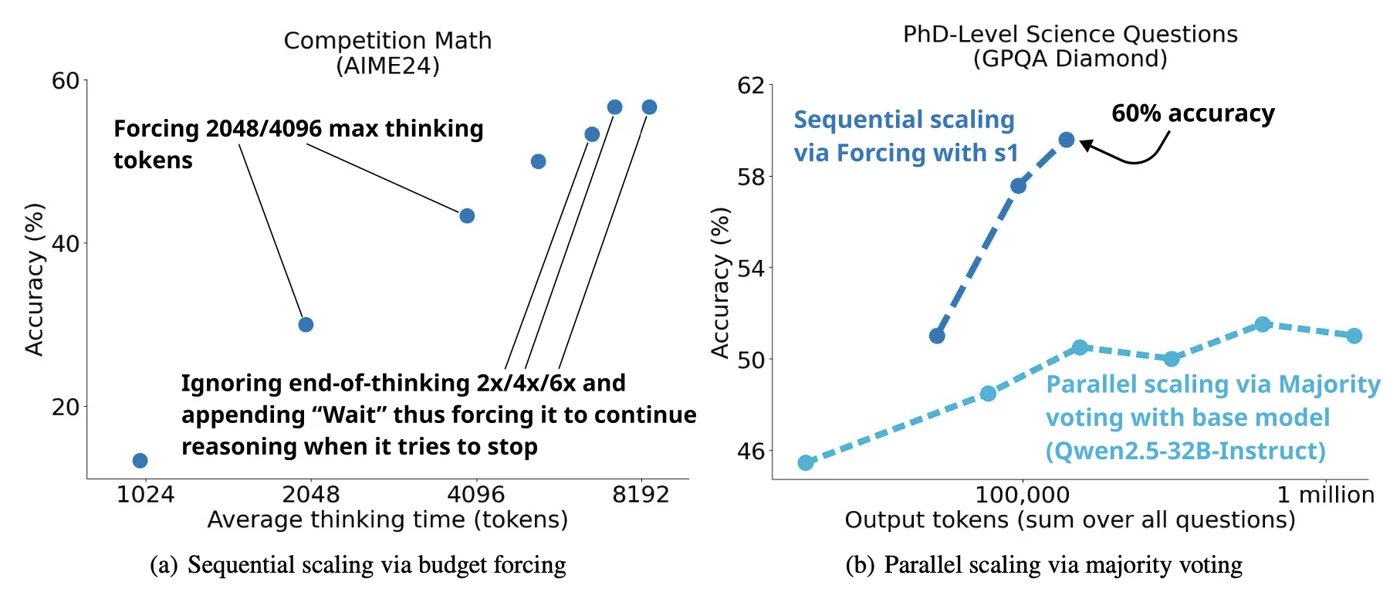 Competition Math
(AIME24)
60
40
20
Accuracy (%)
Forcing 2048/4096 max thinking
tokens
Ignoring end-of-thinking 2x/4x/6x and
appending “Wait” thus forcing it to continue
reasoning when it tries to stop
1024 2048 4096 8192
Average thinking time (tokens)
(a) Sequential scaling via budget forcing
PhD-Level Science Questions
(GPQA Diamond)
62
58
54
50
46
Accuracy (%)
Sequential scaling
via Forcing with s1
60% accuracy
Parallel scaling via Majority
voting with base model
(Qwen2.5-32B-Instruct)
100,000 1 million
Output tokens (sum over all questions)
(b) Parallel scaling via majority voting